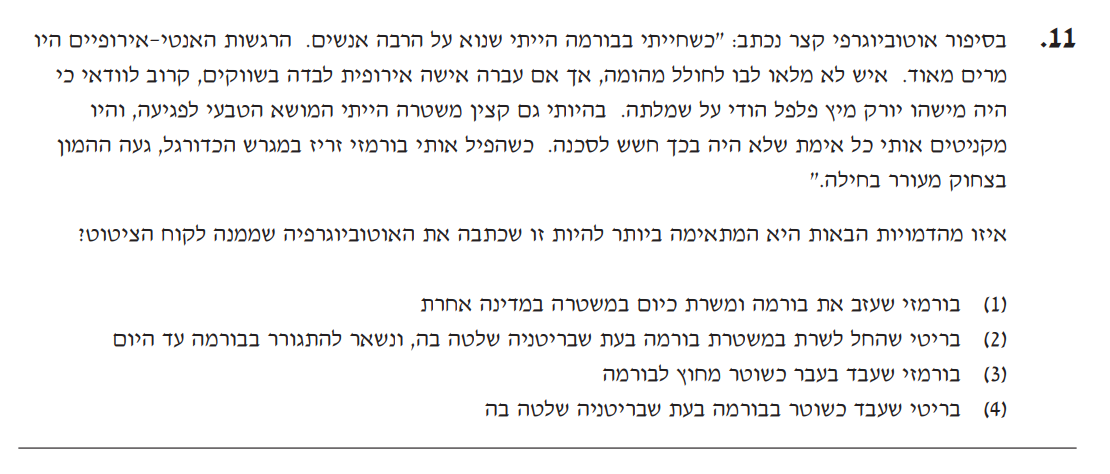 11. בסיפור אוטוביוגרפי קצר נכתב: "כשחייתי בבורמה הייתי שנוא על הרבה אנשים. הרגשות האנטי-אירופיים היו
מרים מאוד. איש לא מלאו לבו לחולל מהומה, אך אם עברה אישה אירופית לבדה בשווקים, קרוב לוודאי כי
היה מישהו יורק מיץ פלפל הודי על שמלתה. בהיותי גם קצין משטרה הייתי המושא הטבעי לפגיעה, והיו
מקניטים אותי כל אימת שלא היה בכך חשש לסכנה. כשהפיל אותי בורמזי זריז במגרש הכדורגל, געה ההמון
בצחוק מעורר בחילה."
איזו מהדמויות הבאות היא המתאימה ביותר להיות זו שכתבה את האוטוביוגרפיה שממנה לקוח הציטוט?
(1) בורמזי שעזב את בורמה ומשרת כיום במשטרה במדינה אחרת
(2) בריטי שהחל לשרת במשטרת בורמה בעת שבריטניה שלטה בה, ונשאר להתגורר בבורמה עד היום
(3) בורמזי שעבד בעבר כשוטר מחוץ לבורמה
(4) בריטי שעבד כשוטר בבורמה בעת שבריטניה שלטה בה